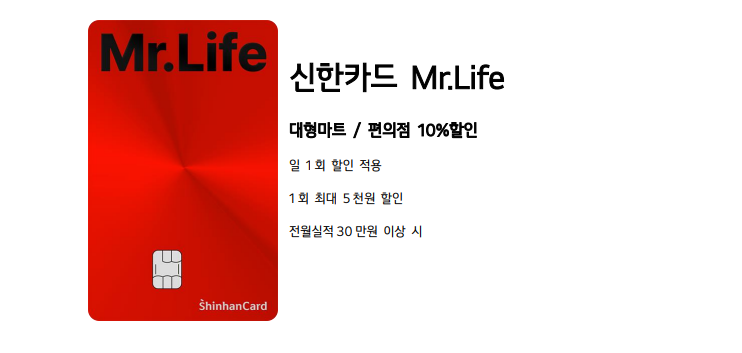 Mr.Life
ShinhanCard
신한카드 Mr.Life
대형마트 / 편의점 10%할인
일 1회 할인 적용
1회 최대 5천원 할인
전월실적 30만원 이상 시